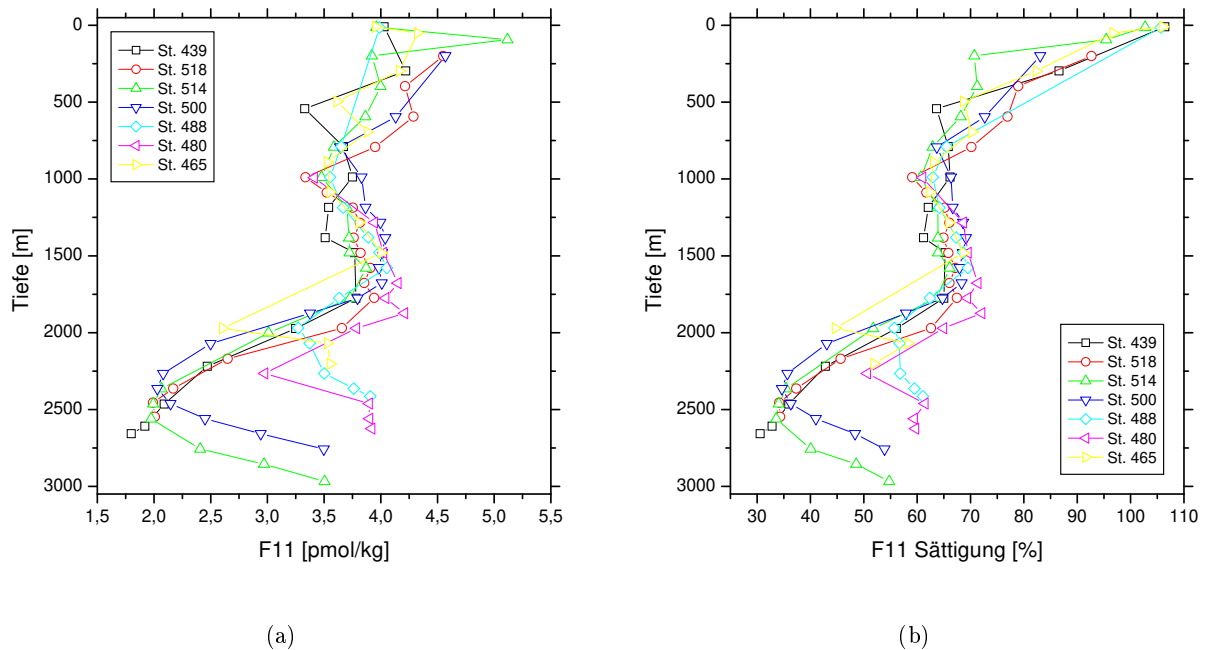 0
500
1000
1500
2000
2500
3000
Tiefe [m]
St. 439
St. 518
St. 514
St. 500
St. 488
St. 480
St. 465
1,5 2,0 2,5 3,0 3,5 4,0 4,5 5,0 5,5
F11 [pmol/kg]
(a)
0
500
1000
1500
2000
2500
3000
Tiefe [m]
St. 439
St. 518
St. 514
St. 500
St. 488
St. 480
St. 465
30 40 50 60 70 80 90 100 110
F11 Sättigung [%]
(b)